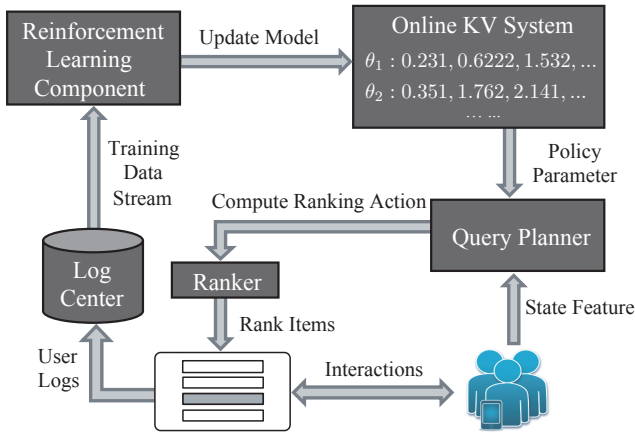 Reinforcement
Learning
Component
Update Model
Online KV System
θ₁ : 0.231, 0.6222, 1.532, ...
θ₂ : 0.351, 1.762, 2.141, ...
... ...
Training
Data
Stream
Policy
Parameter
Compute Ranking Action
Query Planner
Log
Center
Ranker
State Feature
Rank Items
User
Logs
Interactions